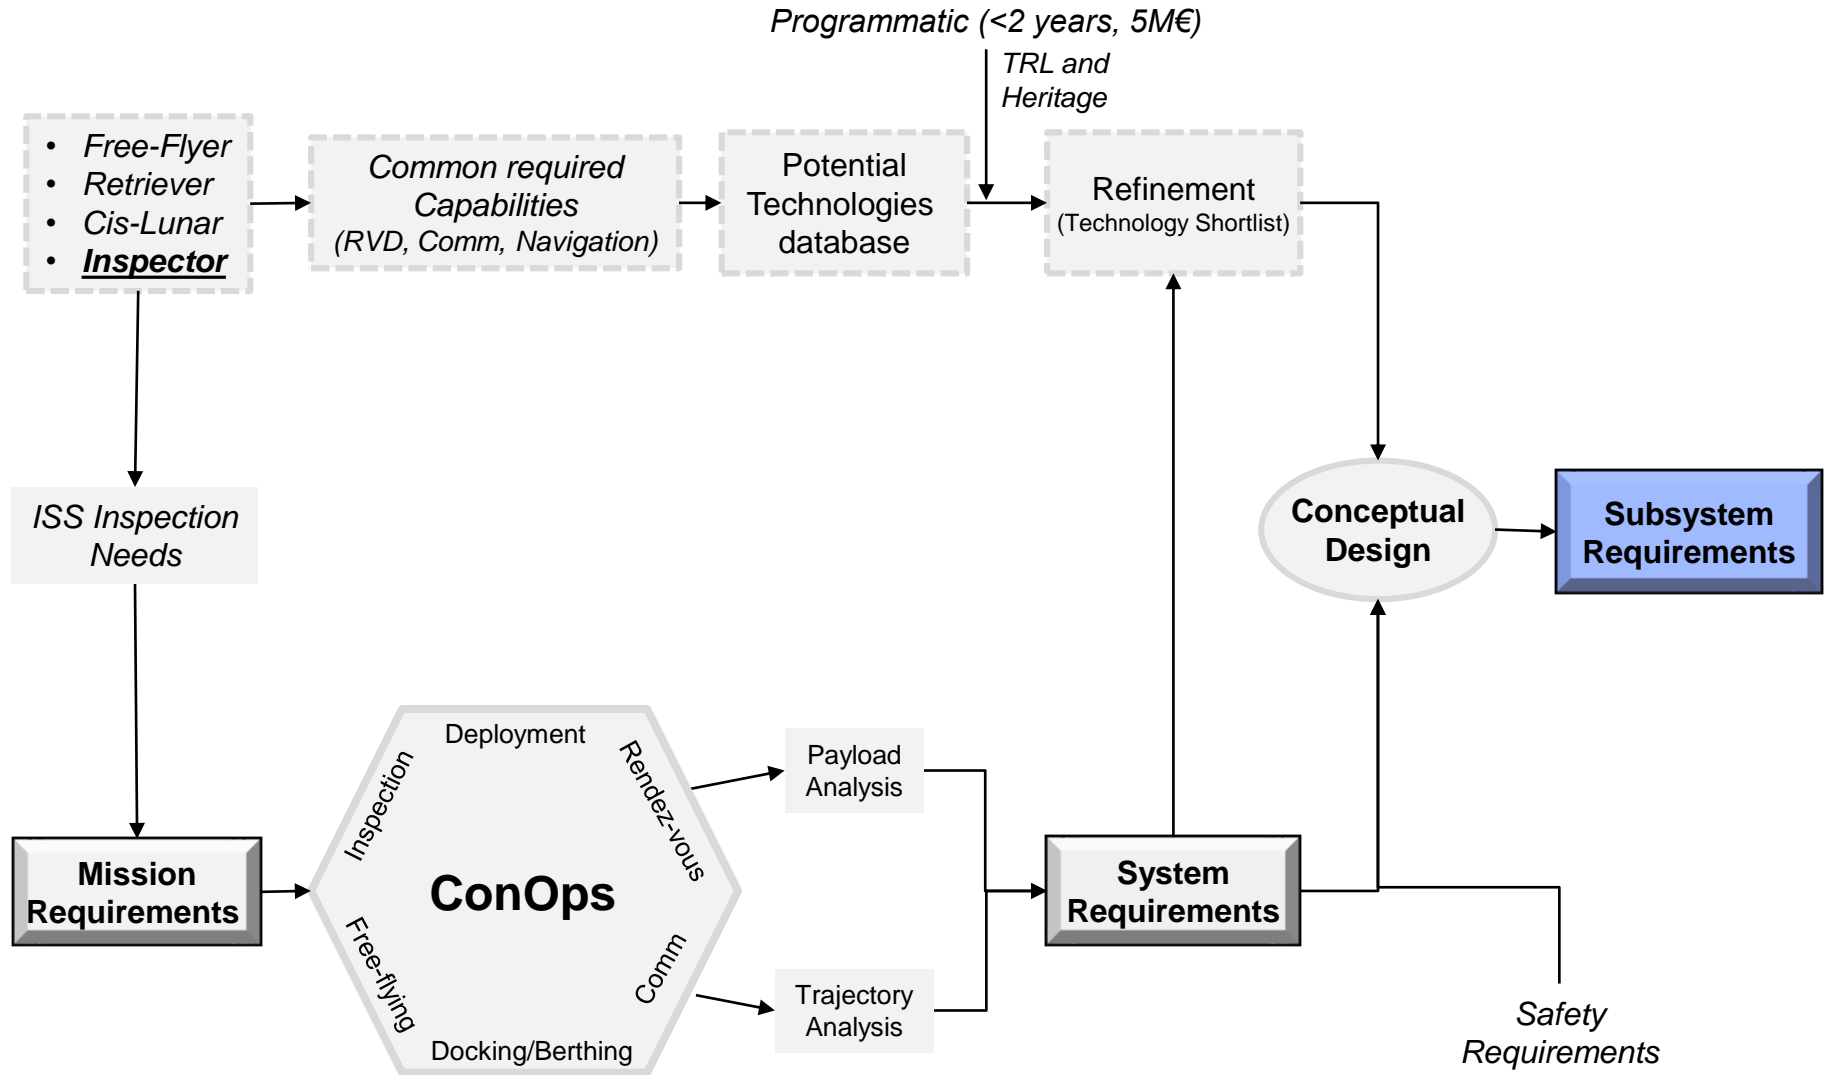 Programmatic (<2 years, 5M€)
TRL and
Heritage
• Free-Flyer
• Retriever
• Cis-Lunar
• Inspector
Common required
Capabilities
(RVD, Comm, Navigation)
Potential
Technologies
database
Refinement
(Technology Shortlist)
ISS Inspection
Needs
Conceptual
Design
Subsystem
Requirements
Mission
Requirements
Deployment
Inspection
Rendez-vous
ConOps
Free-flying
Comm
Docking/Berthing
Payload
Analysis
Trajectory
Analysis
System
Requirements
Safety
Requirements